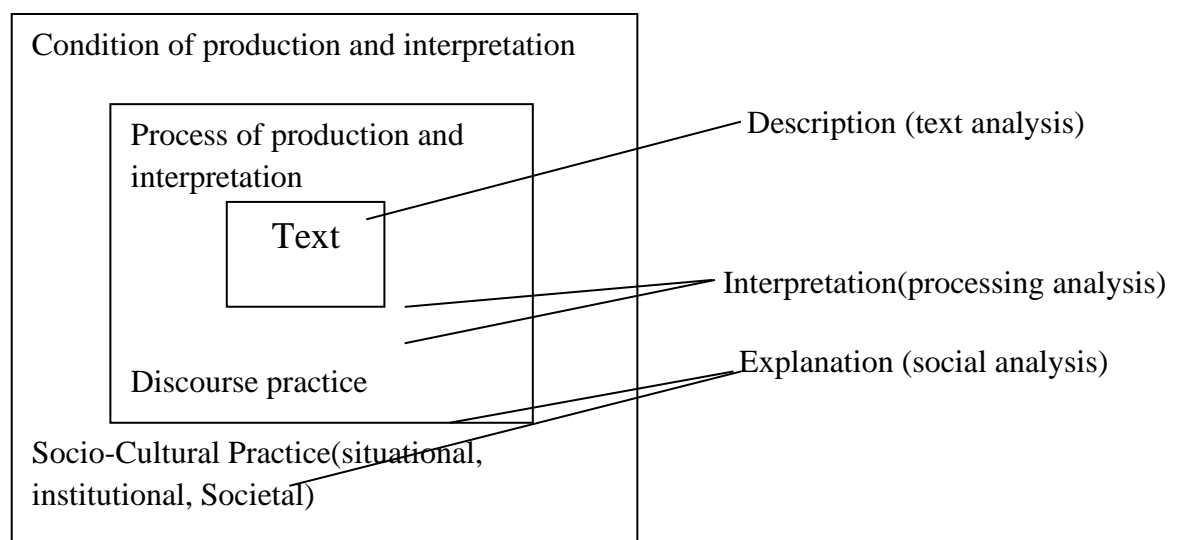 Condition of production and interpretation
Process of production and
interpretation
Text
Discourse practice
Socio-Cultural Practice(situational,
institutional, Societal)
Description (text analysis)
Interpretation(processing analysis)
Explanation (social analysis)